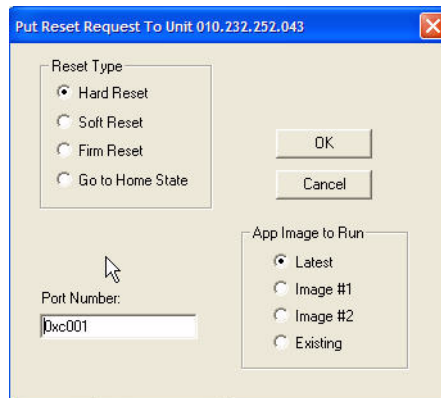 Put Reset Request To Unit 010.232.252.043
Reset Type
Hard Reset
Soft Reset
Firm Reset
Go to Home State
OK
Cancel
App Image to Run
Latest
Image #1
Image #2
Existing
Port Number:
0xc001